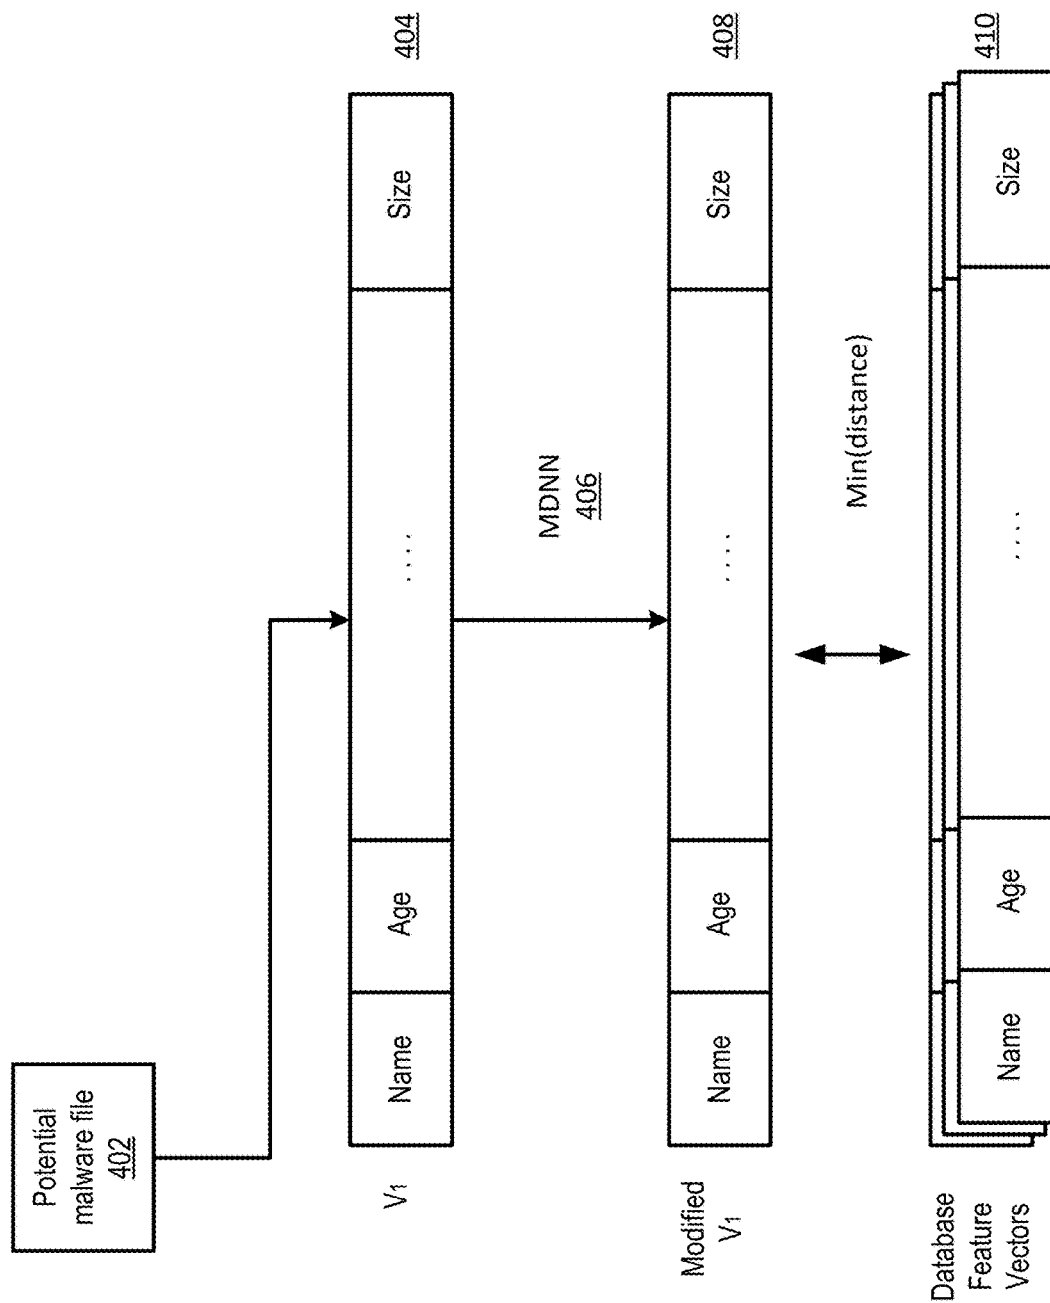 Potential
malware file
402
V1
Name
Age
....
Size
404
MDNN
406
Modified
V1
Name
Age
....
Size
408
Min(distance)
Database
Feature
Vectors
Name
Age
....
Size
410